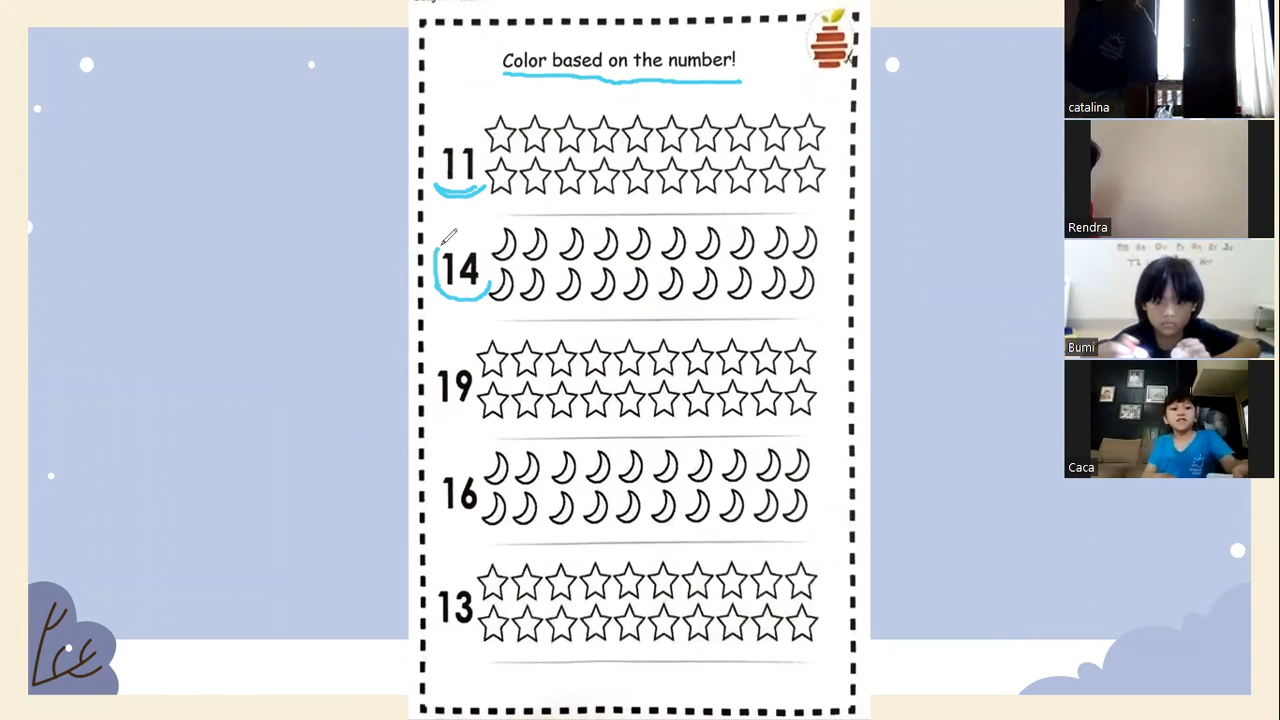 Color based on the number!
11
14
19
16
13
catalina
Rendra
Bumi
Caca